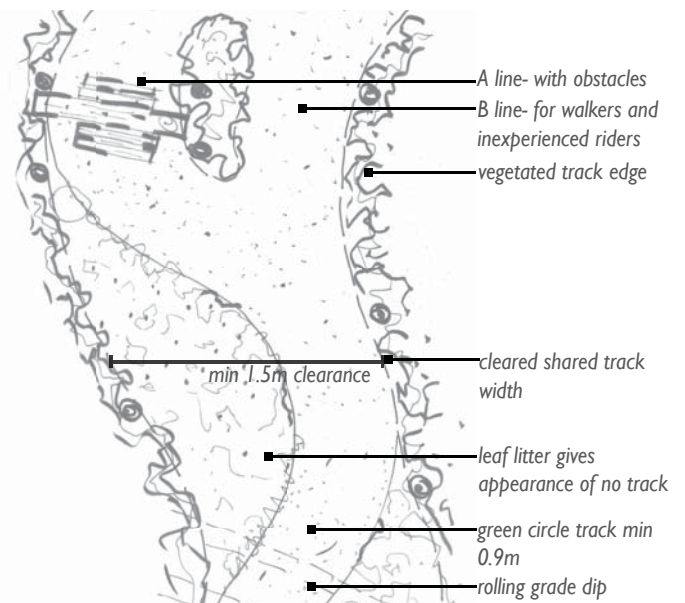 A line- with obstacles
B line- for walkers and
inexperienced riders
vegetated track edge
cleared shared track
width
min 1.5m clearance
leaf litter gives
appearance of no track
green circle track min
0.9m
rolling grade dip